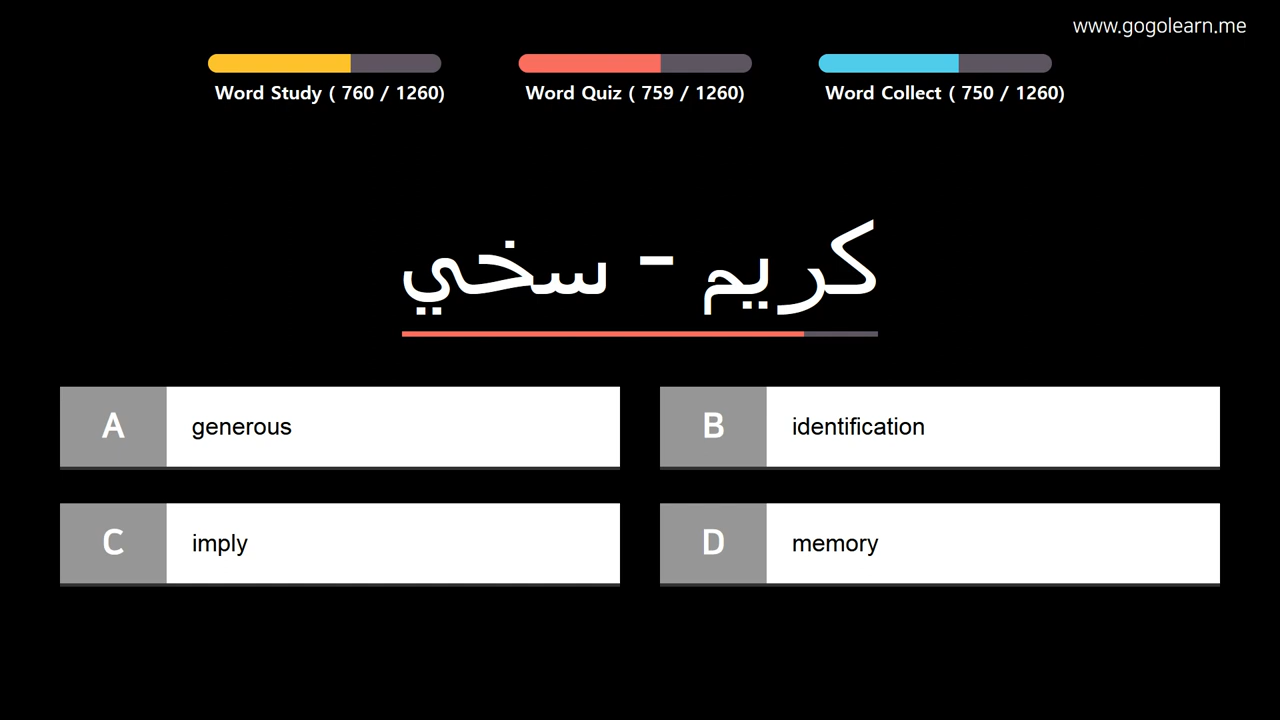 www.gogolearn.me
Word Study ( 760 / 1260)
Word Quiz ( 759 / 1260)
Word Collect ( 750 / 1260)
كريم - سخي
A generous
B identification
C imply
D memory